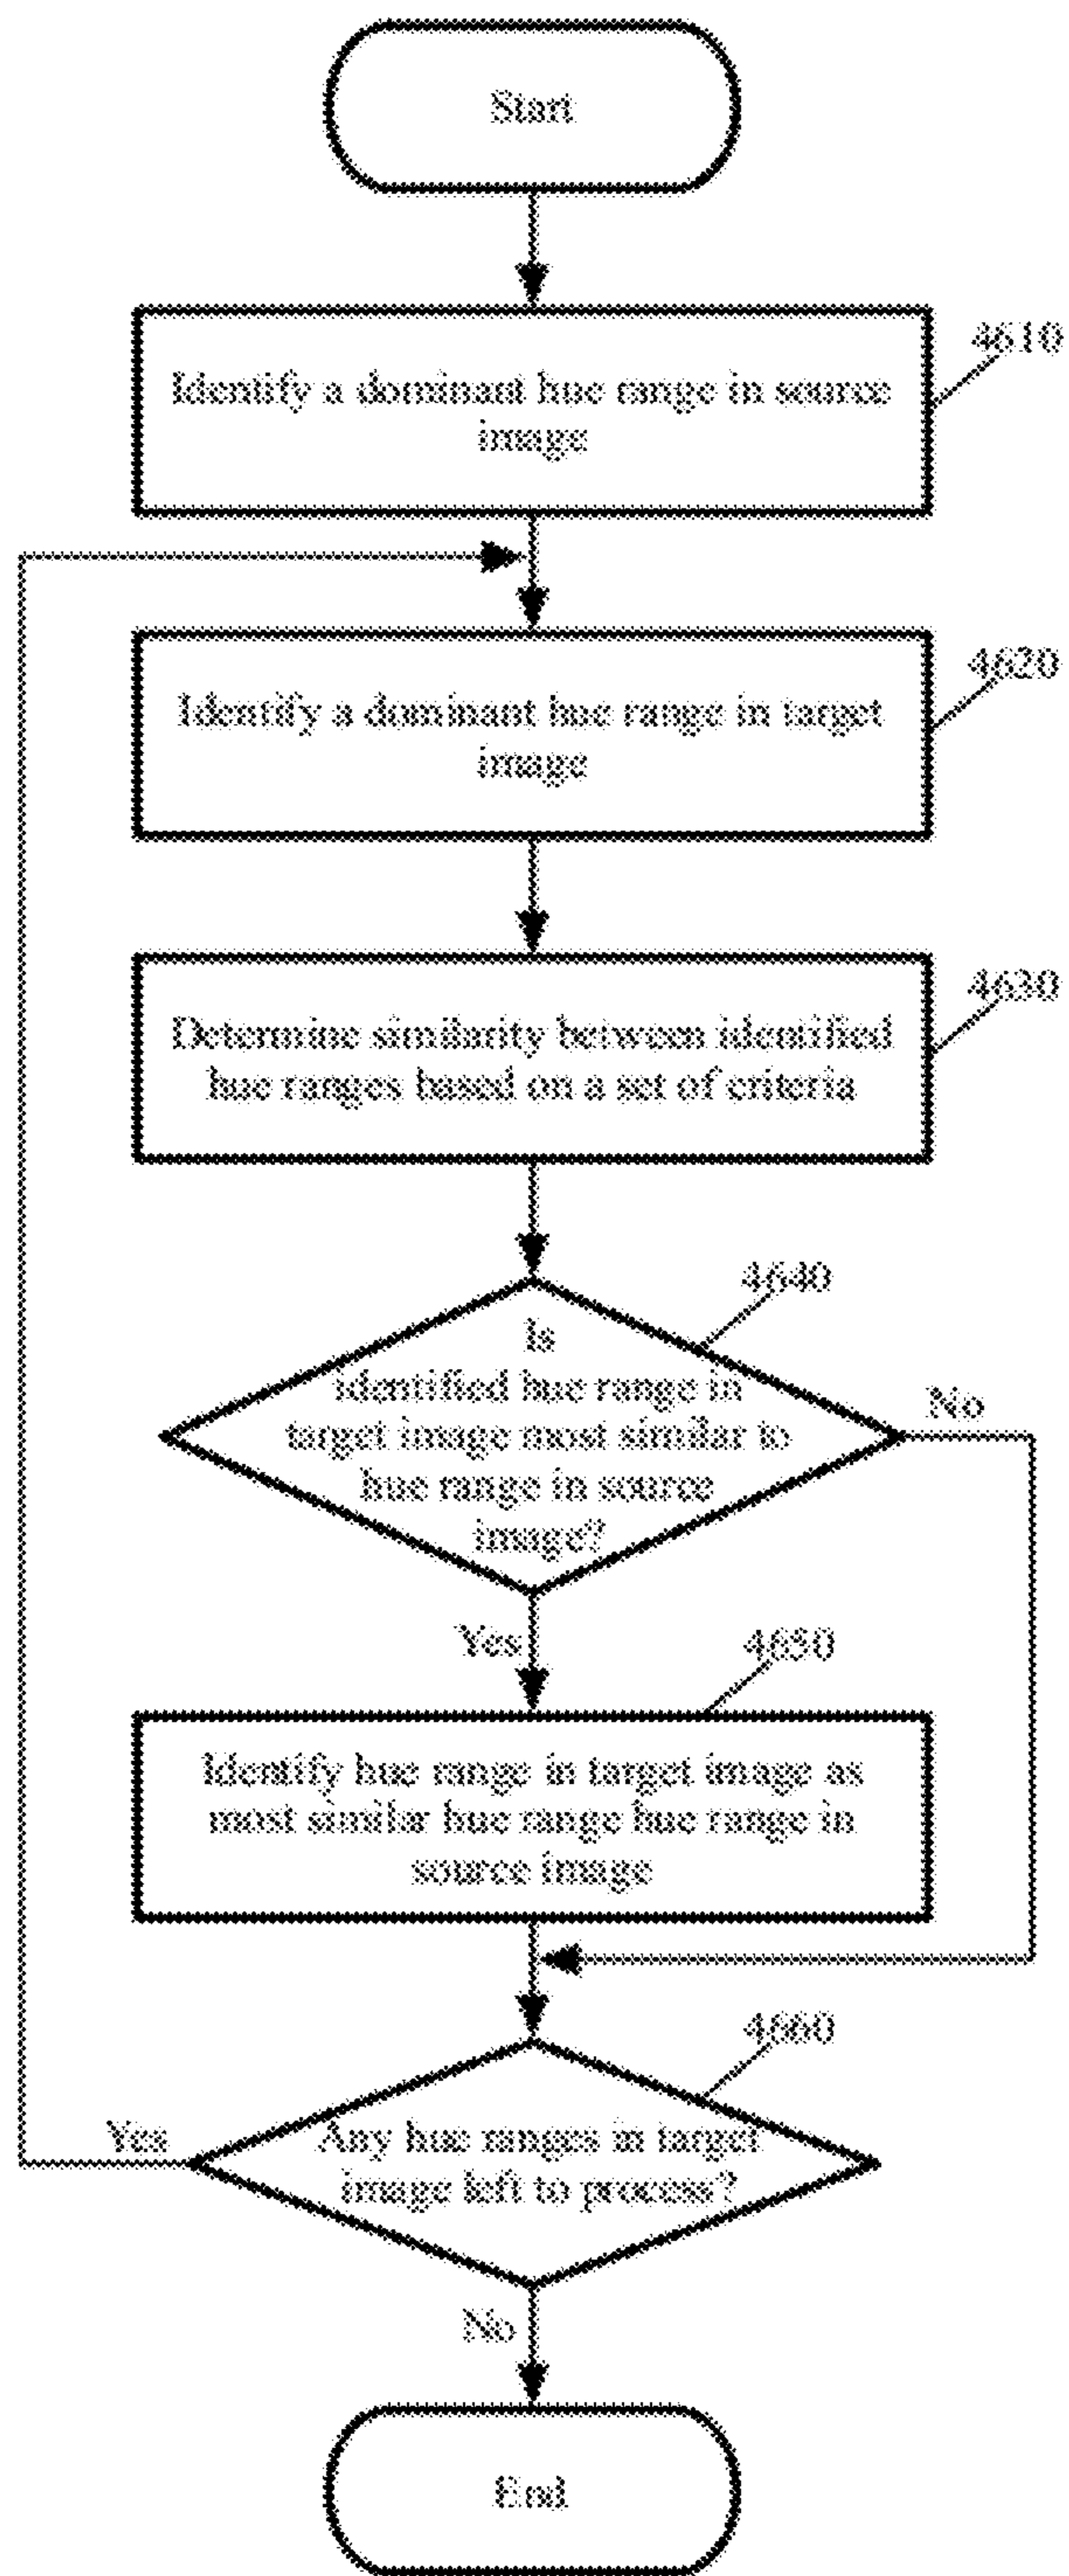 Start
4610
Identify a dominant hue range in source
image
4620
Identify a dominant hue range in target
image
4630
Determine similarity between identified
hue ranges based on a set of criteria
4640
Is
identified hue range in
target image most similar to
hue range in source
image?
No
Yes
4650
Identify hue range in target image as
most similar hue range hue range in
source image
4660
Any hue ranges in target
image left to process?
Yes
No
End